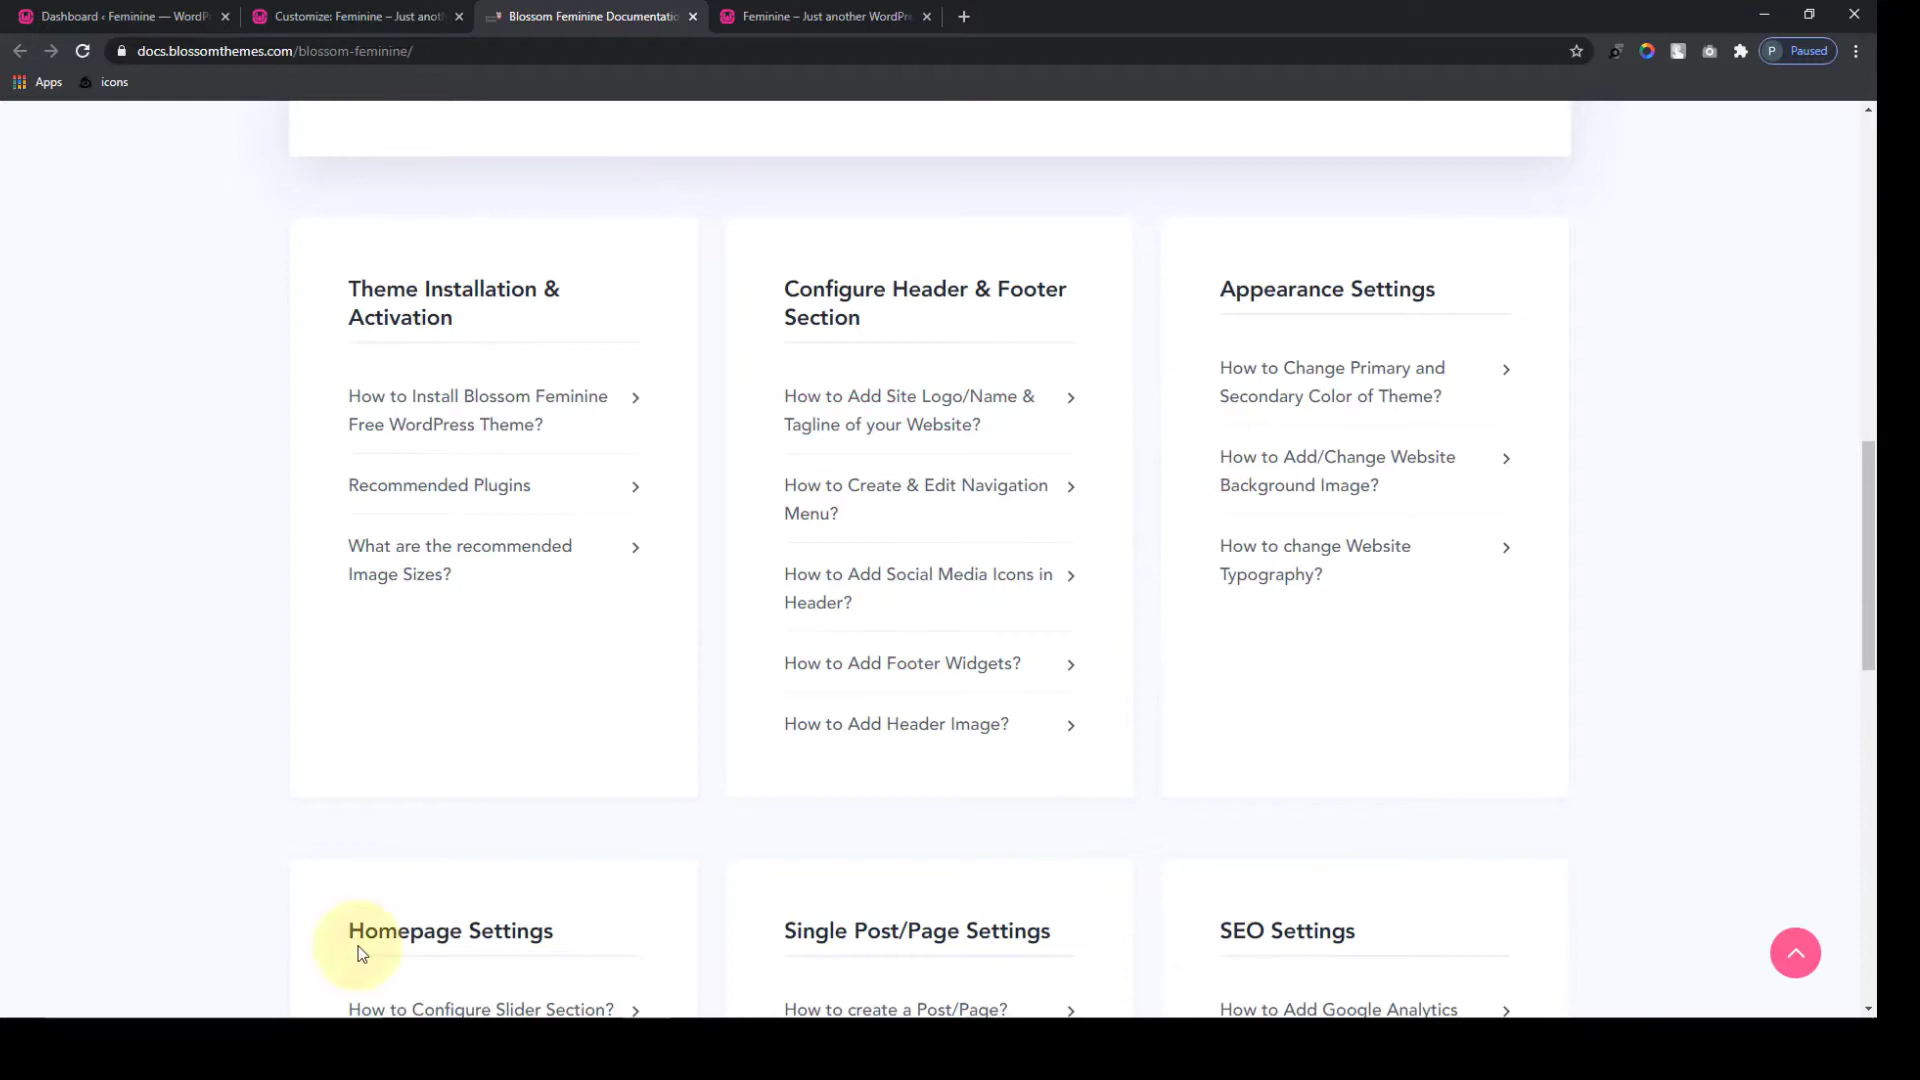 Dashboard ‹ Feminine — WordP
Customize: Feminine – Just anot
Blossom Feminine Documentatio
Feminine – Just another WordPre
docs.blossomthemes.com/blossom-feminine/
P Paused
Apps
icons
Theme Installation &
Activation
How to Install Blossom Feminine
Free WordPress Theme?
Recommended Plugins
What are the recommended
Image Sizes?
Configure Header & Footer
Section
How to Add Site Logo/Name &
Tagline of your Website?
How to Create & Edit Navigation
Menu?
How to Add Social Media Icons in
Header?
How to Add Footer Widgets?
How to Add Header Image?
Appearance Settings
How to Change Primary and
Secondary Color of Theme?
How to Add/Change Website
Background Image?
How to change Website
Typography?
Homepage Settings
How to Configure Slider Section?
Single Post/Page Settings
How to create a Post/Page?
SEO Settings
How to Add Google Analytics